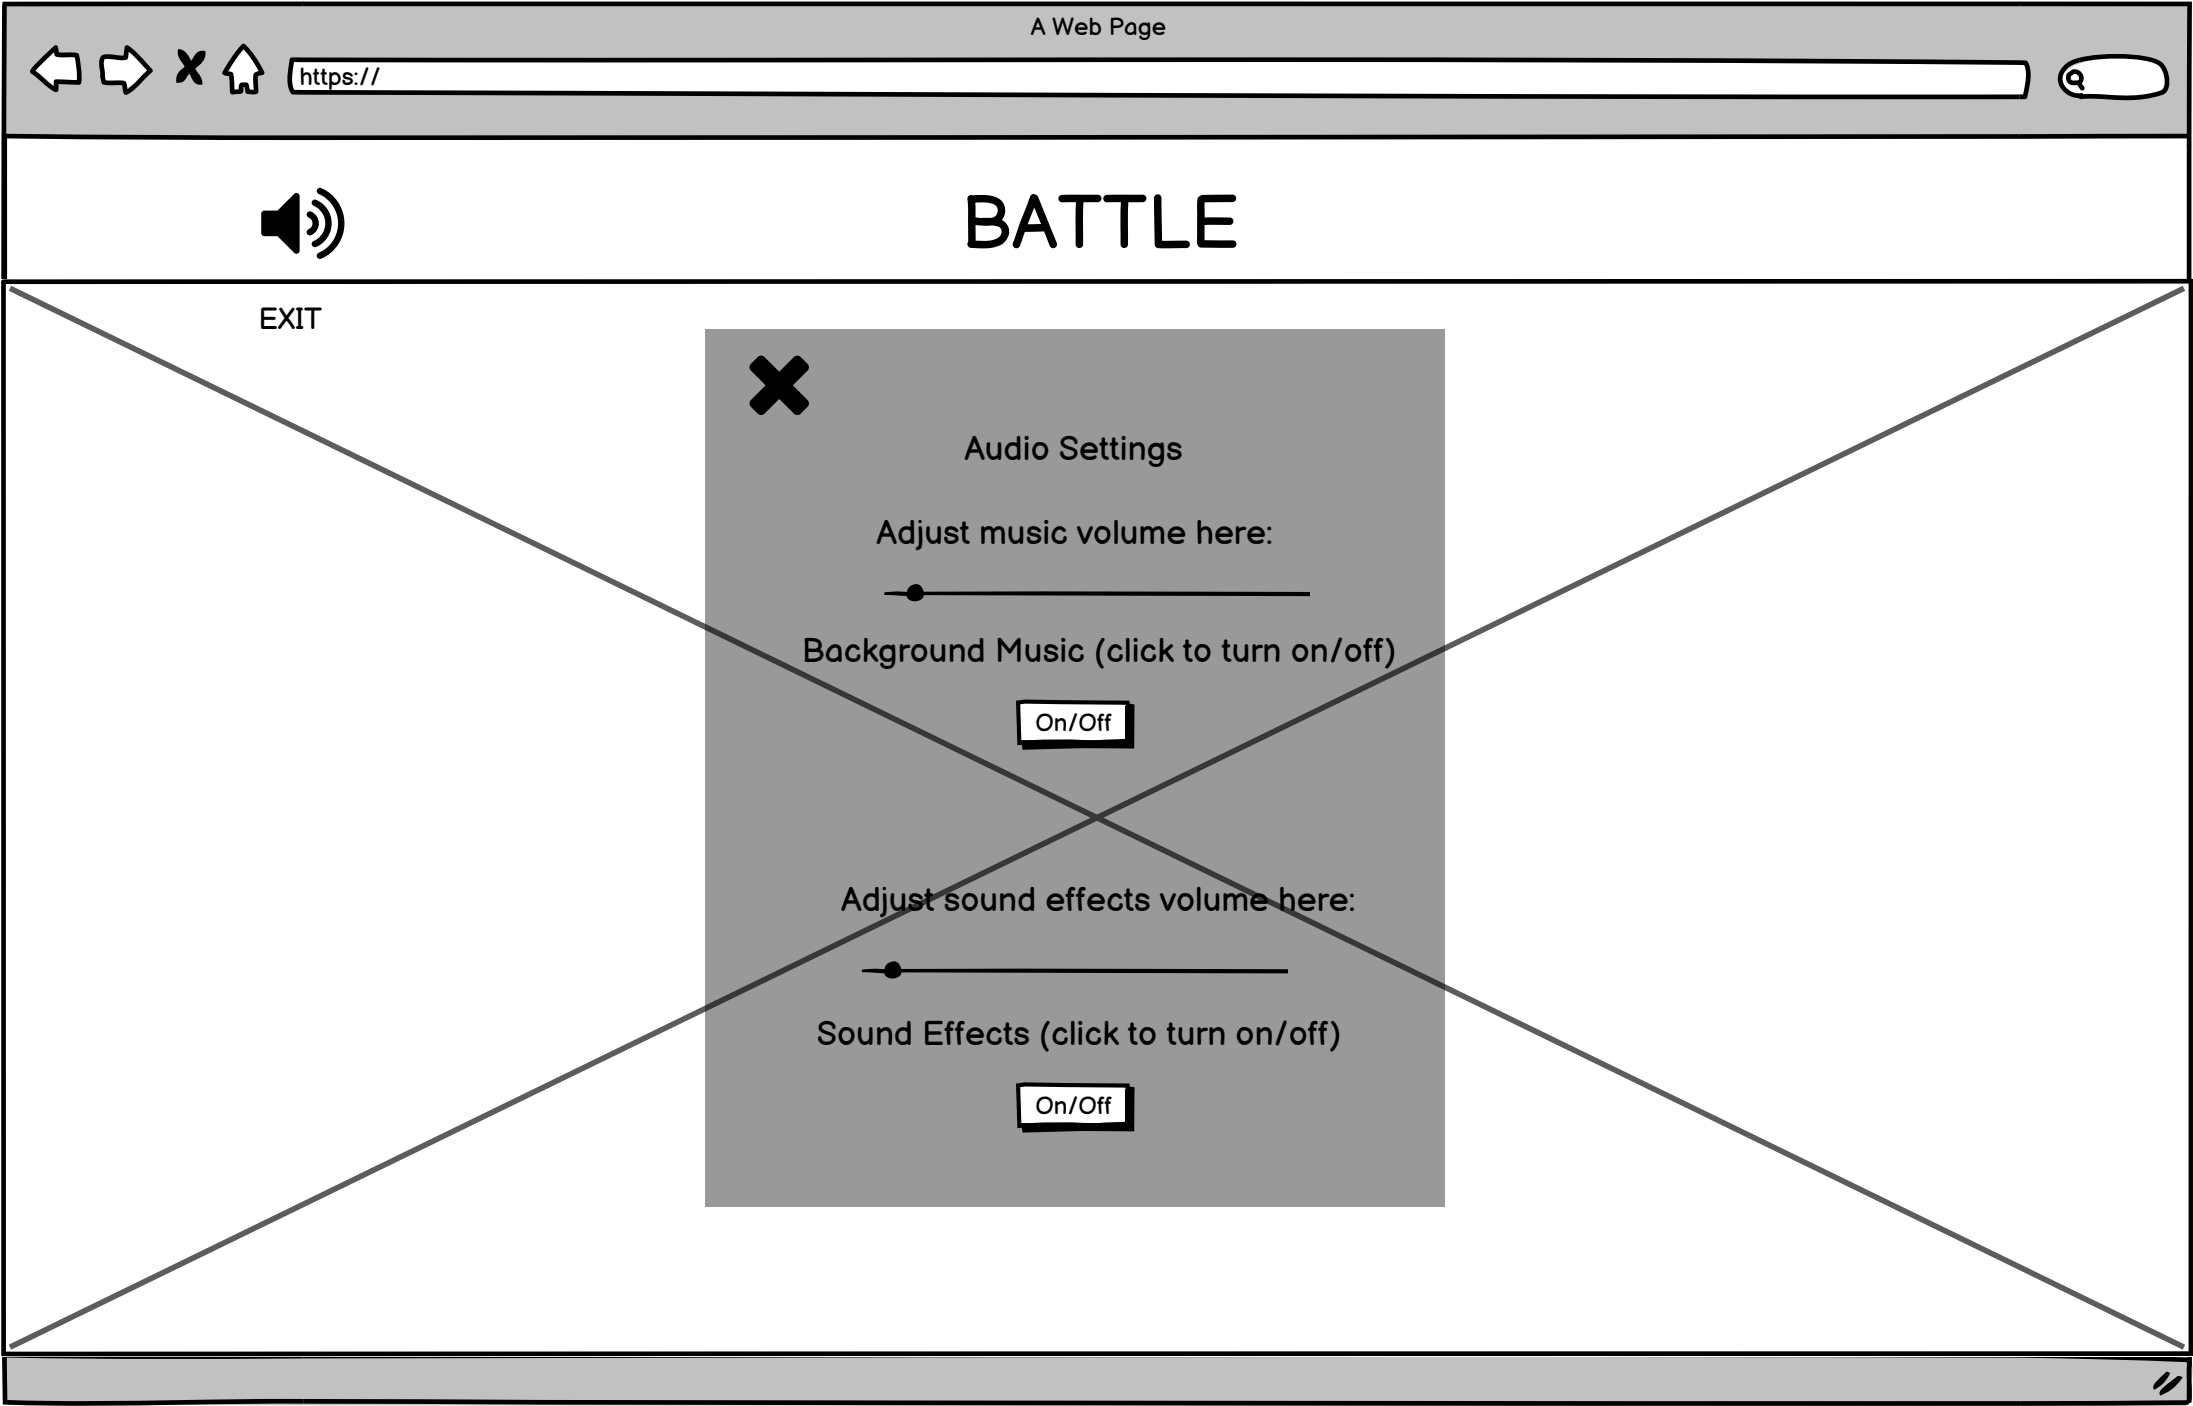 A Web Page
https://
BATTLE
EXIT
Audio Settings
Adjust music volume here:
Background Music (click to turn on/off)
On/Off
Adjust sound effects volume here:
Sound Effects (click to turn on/off)
On/Off